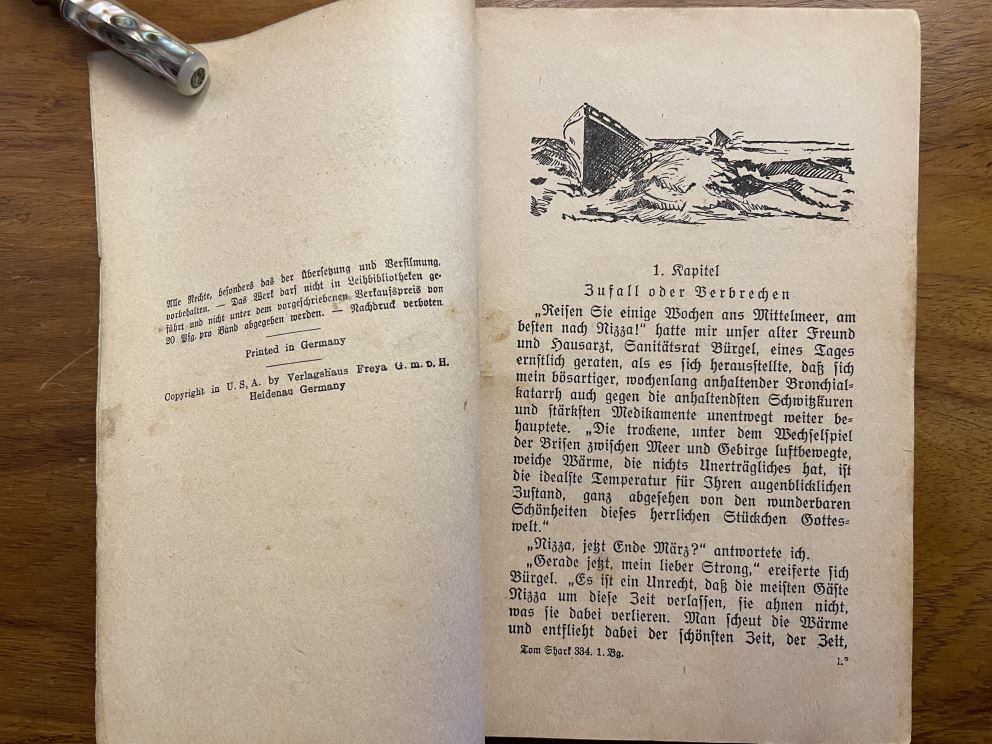 Alle Rechte, besonders das der Übersetzung und Verfilmung,
vorbehalten. — Das Werk darf nicht in Leihbibliotheken ge-
führt und nicht unter dem vorgeschriebenen Verkaufspreis von
20 Pfg. pro Band abgegeben werden. — Nachdruck verboten.
Printed in Germany
Copyright in U. S. A. by Verlagshaus Freya G. m. b. H.
Heidenau Germany
1. Kapitel
Zufall oder Verbrechen
„Reisen Sie einige Wochen ans Mittelmeer, am
besten nach Nizza!“ hatte mir unser alter Freund
und Hausarzt, Sanitätsrat Bürgel, eines Tages
ernstlich geraten, als es sich herausstellte, daß sich
mein bösartiger, wochenlang anhaltender Bronchial-
katarrh auch gegen die anhaltendsten Schwitzkuren
und stärksten Medikamente unentwegt weiter be-
hauptete. „Die trockene, unter dem Wechselspiel
der Brisen zwischen Meer und Gebirge luftbewegte,
weiche Wärme, die nichts Unerträgliches hat, ist
die idealste Temperatur für Ihren augenblicklichen
Zustand, ganz abgesehen von den wunderbaren
Schönheiten dieses herrlichen Stückchen Gottes-
welt.“
„Nizza, jetzt Ende März?“ antwortete ich.
„Gerade jetzt, mein lieber Strong,“ ereiferte sich
Bürgel. „Es ist ein Unrecht, daß die meisten Gäste
Nizza um diese Zeit verlassen, sie ahnen nicht,
was sie dabei verlieren. Man scheut die Wärme
und entflieht dabei der schönsten Zeit, der Zeit,
Tom Shark 334. 1. Bg.
1.*